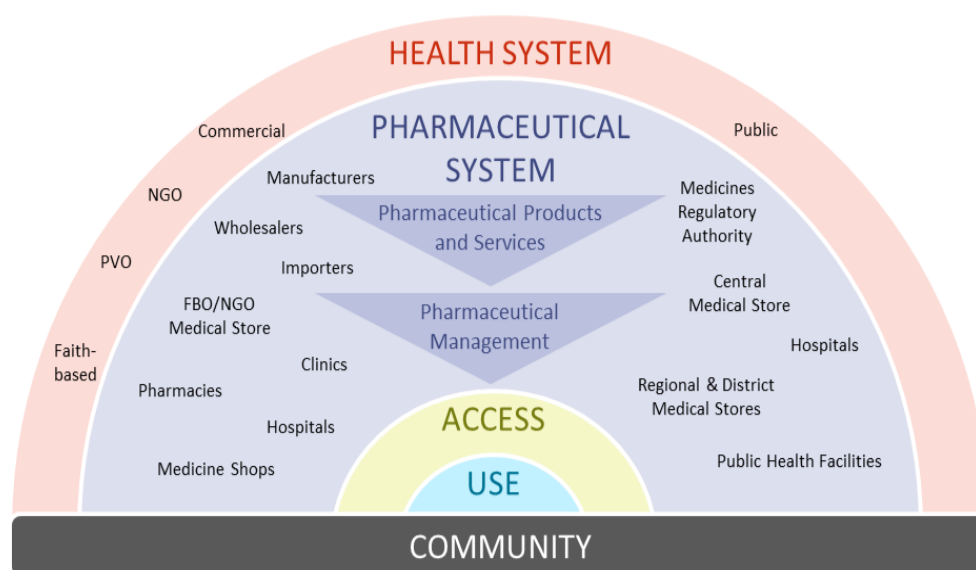 HEALTH SYSTEM
Commercial
Public
PHARMACEUTICAL
SYSTEM
Manufacturers
NGO
Medicines
Regulatory
Authority
Pharmaceutical Products
and Services
Wholesalers
PVO
Importers
Central
Medical Store
FBO/NGO
Medical Store
Pharmaceutical
Management
Hospitals
Faith-
based
Clinics
Pharmacies
Regional & District
Medical Stores
ACCESS
Hospitals
Medicine Shops
Public Health Facilities
USE
COMMUNITY